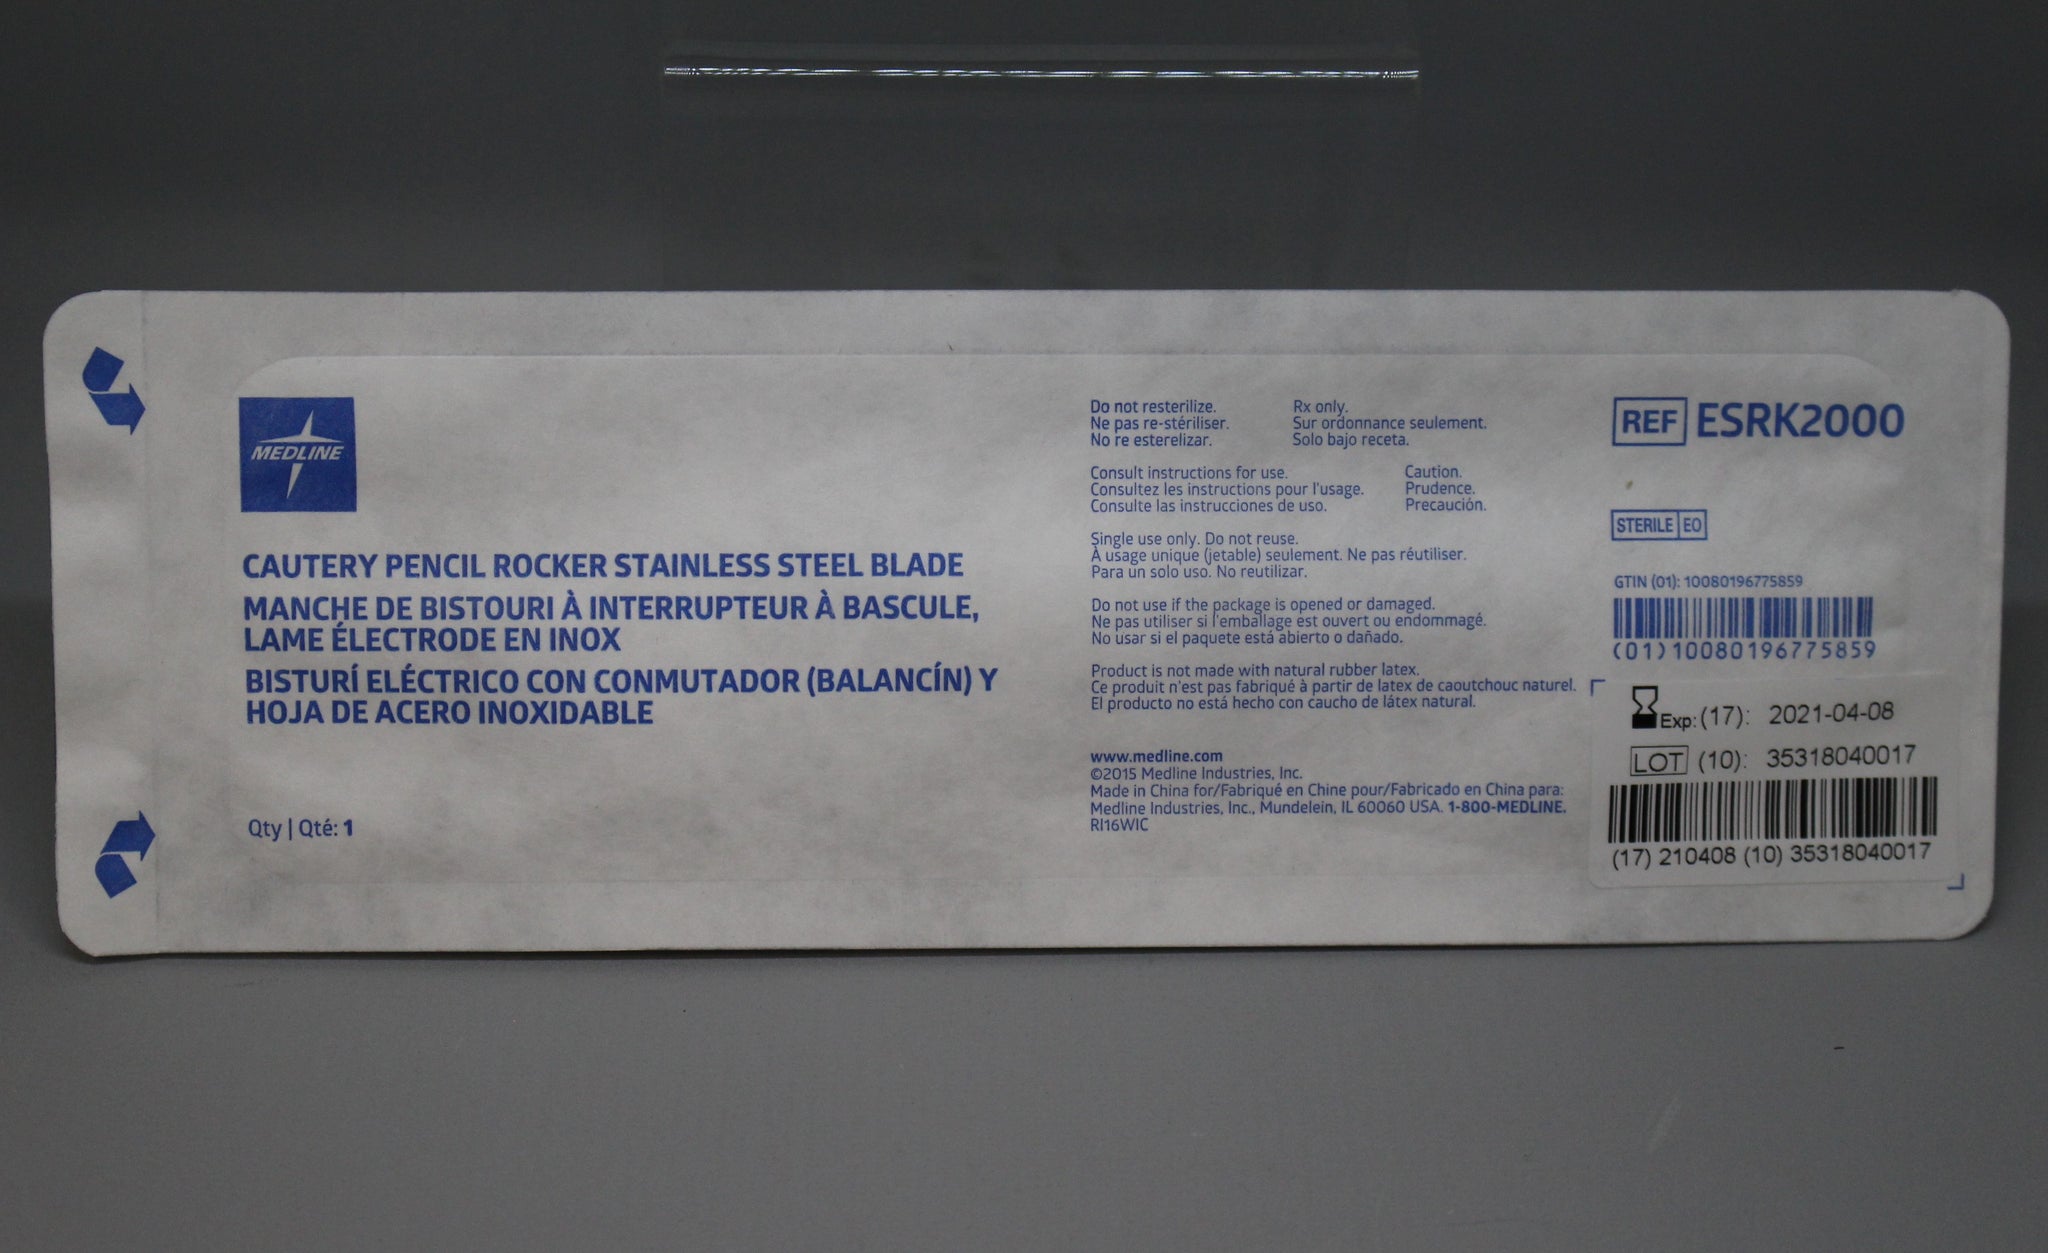 MEDLINE
CAUTERY PENCIL ROCKER STAINLESS STEEL BLADE
MANCHE DE BISTOURI À INTERRUPTEUR À BASCULE,
LAME ÉLECTRODE EN INOX
BISTURÍ ELÉCTRICO CON CONMUTADOR (BALANCÍN) Y
HOJA DE ACERO INOXIDABLE
Qty | Qté: 1
Do not resterilize.
Ne pas re-stériliser.
No re esterelizar.
Rx only.
Sur ordonnance seulement.
Solo bajo receta.
Consult instructions for use.
Consultez les instructions pour l'usage.
Consulte las instrucciones de uso.
Caution.
Prudence.
Precaución.
Single use only. Do not reuse.
À usage unique (jetable) seulement. Ne pas réutiliser.
Para un solo uso. No reutilizar.
Do not use if the package is opened or damaged.
Ne pas utiliser si l'emballage est ouvert ou endommagé.
No usar si el paquete está abierto o dañado.
Product is not made with natural rubber latex.
Ce produit n'est pas fabriqué à partir de latex de caoutchouc naturel.
El producto no está hecho con caucho de látex natural.
www.medline.com
©2015 Medline Industries, Inc.
Made in China for/Fabriqué en Chine pour/Fabricado en China para:
Medline Industries, Inc., Mundelein, IL 60060 USA. 1-800-MEDLINE.
RI16WIC
REF ESRK2000
STERILE EO
GTIN (01): 10080196775859
(01)10080196775859
Exp: (17): 2021-04-08
LOT (10): 35318040017
(17) 210408 (10) 35318040017